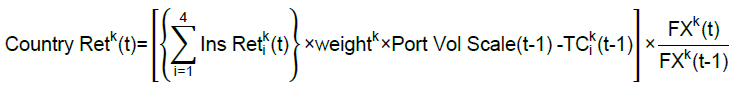 Country Ret^k(t)=[{∑_{i=1}^{4} Ins Ret_i^k(t)}×weight^k×Port Vol Scale(t-1) -TC_i^k(t-1)]×FX^k(t)/FX^k(t-1)